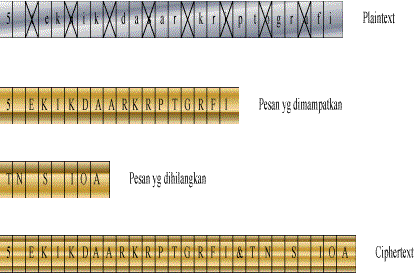 5 e k i k d a a r k r p t g r f i Plaintext
5 E K I K D A A R K R P T G R F I Pesan yg dimampatkan
T N S I O A Pesan yg dihilangkan
5 E K I K D A A R K R P T G R F I & T N S I O A Ciphertext